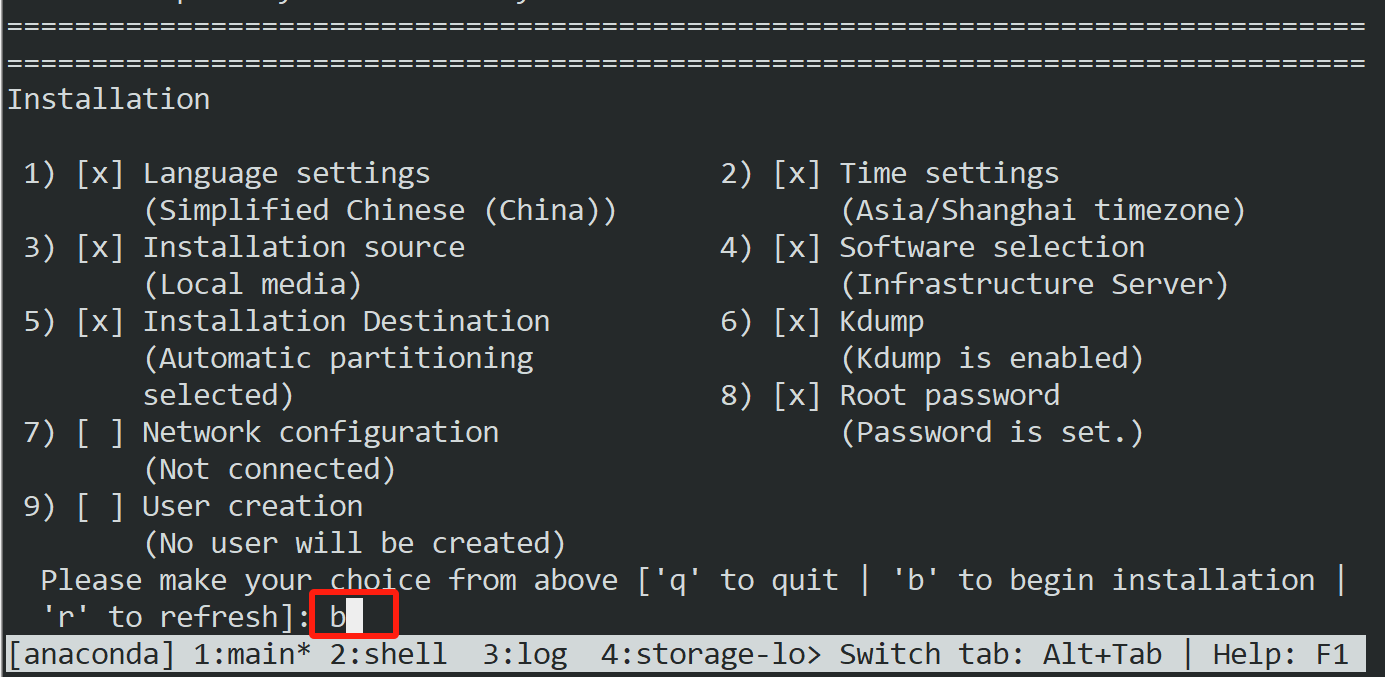 ================================================================================
================================================================================
Installation
1) [x] Language settings 2) [x] Time settings
(Simplified Chinese (China)) (Asia/Shanghai timezone)
3) [x] Installation source 4) [x] Software selection
(Local media) (Infrastructure Server)
5) [x] Installation Destination 6) [x] Kdump
(Automatic partitioning (Kdump is enabled)
selected) 8) [x] Root password
7) [ ] Network configuration (Password is set.)
(Not connected)
9) [ ] User creation
(No user will be created)
Please make your choice from above ['q' to quit | 'b' to begin installation |
'r' to refresh]: b
[anaconda] 1:main* 2:shell 3:log 4:storage-lo> Switch tab: Alt+Tab | Help: F1